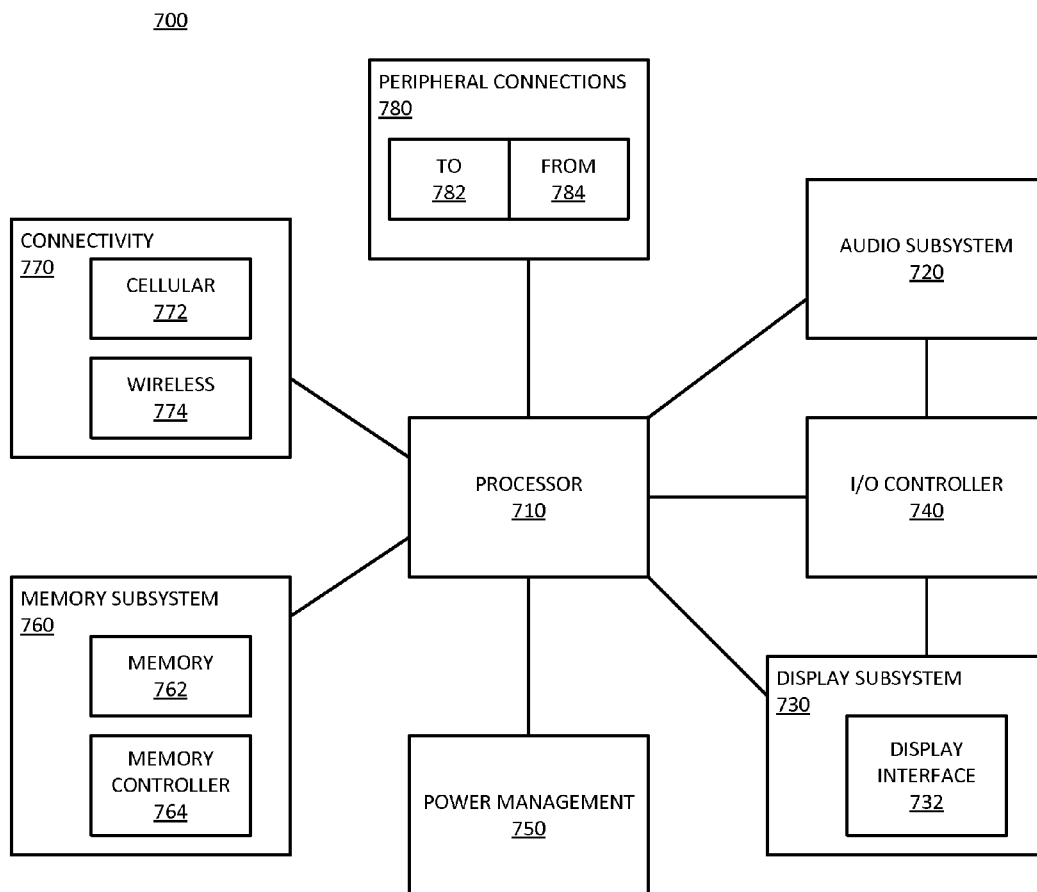 700
PERIPHERAL CONNECTIONS
780
TO
782
FROM
784
CONNECTIVITY
770
CELLULAR
772
WIRELESS
774
AUDIO SUBSYSTEM
720
PROCESSOR
710
I/O CONTROLLER
740
MEMORY SUBSYSTEM
760
MEMORY
762
MEMORY
CONTROLLER
764
POWER MANAGEMENT
750
DISPLAY SUBSYSTEM
730
DISPLAY
INTERFACE
732